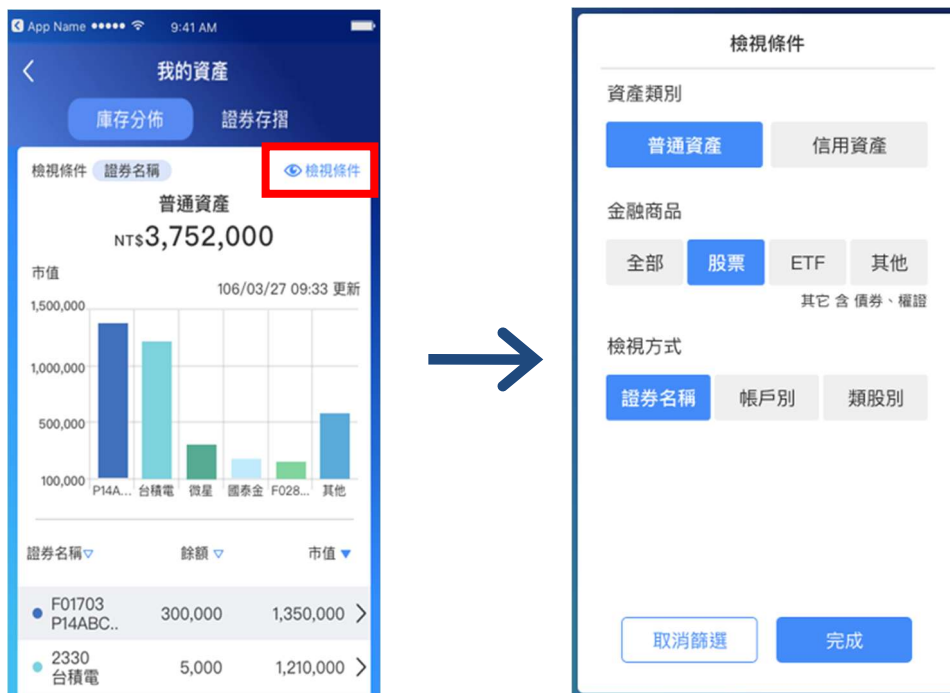 App Name 9:41 AM
我的資產
庫存分佈 證券存摺
檢視條件 證券名稱 檢視條件
普通資產
NT$3,752,000
市值
106/03/27 09:33 更新
1,500,000
1,000,000
500,000
100,000
P14A... 台積電 微星 國泰金 F028... 其他
證券名稱▽ 餘額▽ 市值▼
F01703
P14ABC..
300,000 1,350,000
2330
台積電
5,000 1,210,000
檢視條件
資產類別
普通資產 信用資產
金融商品
全部 股票 ETF 其他
其它 含 債券、權證
檢視方式
證券名稱 帳戶別 類股別
取消篩選 完成